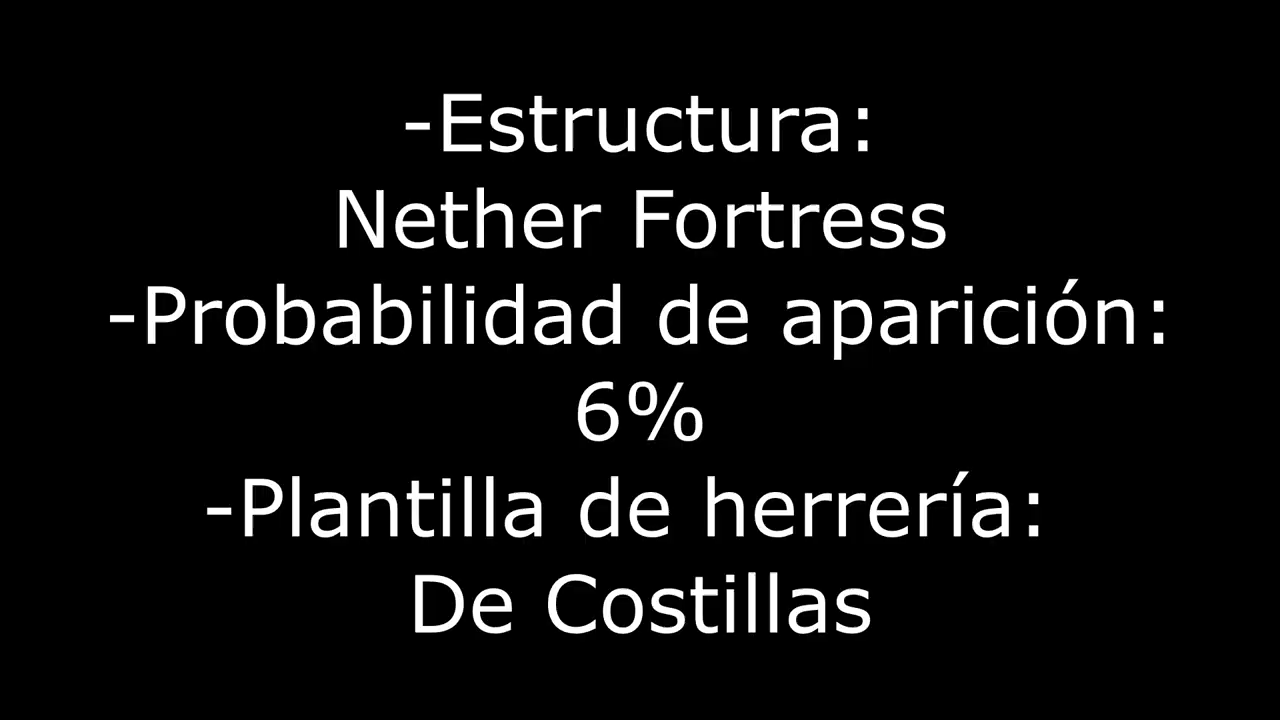 -Estructura:
Nether Fortress
-Probabilidad de aparición:
6%
-Plantilla de herrería:
De Costillas